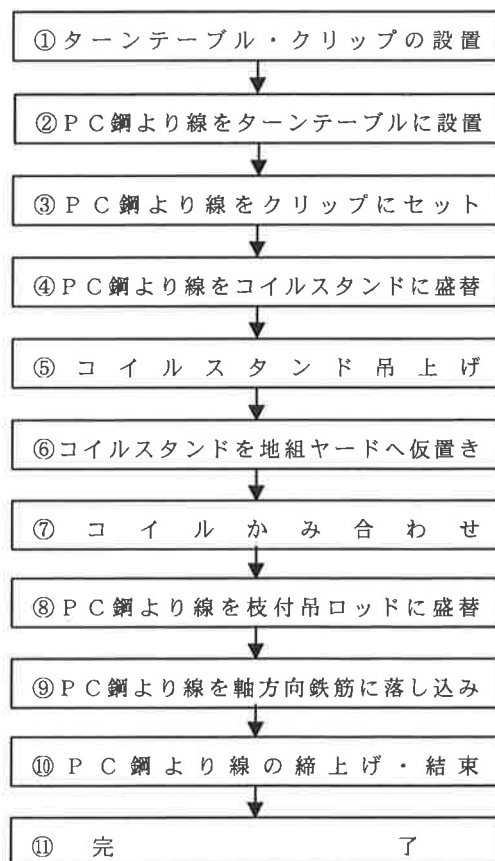 ①ターンテーブル・クリップの設置
②ＰＣ鋼より線をターンテーブルに設置
③ＰＣ鋼より線をクリップにセット
④ＰＣ鋼より線をコイルスタンドに盛替
⑤コイルスタンド吊上げ
⑥コイルスタンドを地組ヤードへ仮置き
⑦コイルかみ合わせ
⑧ＰＣ鋼より線を枝付吊ロッドに盛替
⑨ＰＣ鋼より線を軸方向鉄筋に落し込み
⑩ＰＣ鋼より線の締上げ・結束
⑪完了